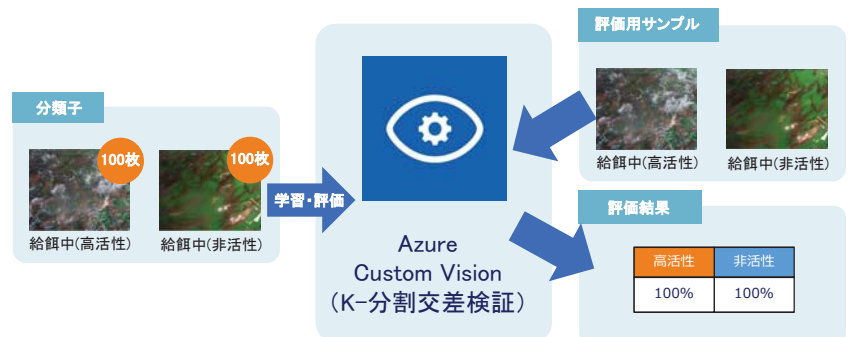 分類子
100枚
100枚
給餌中(高活性)
給餌中(非活性)
学習・評価
Azure
Custom Vision
(K-分割交差検証)
評価用サンプル
給餌中(高活性)
給餌中(非活性)
評価結果
高活性
非活性
100%
100%